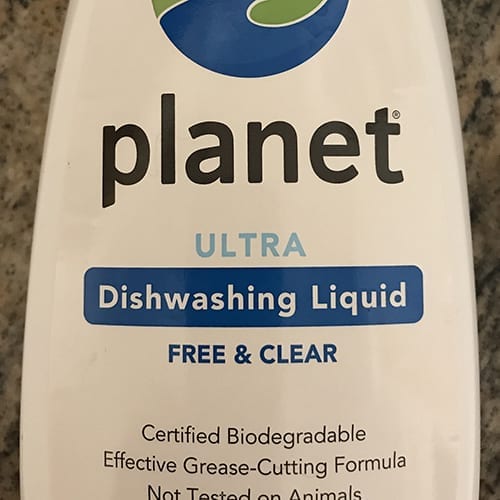 planet®
ULTRA
Dishwashing Liquid
FREE & CLEAR
Certified Biodegradable
Effective Grease-Cutting Formula
Not Tested on Animals